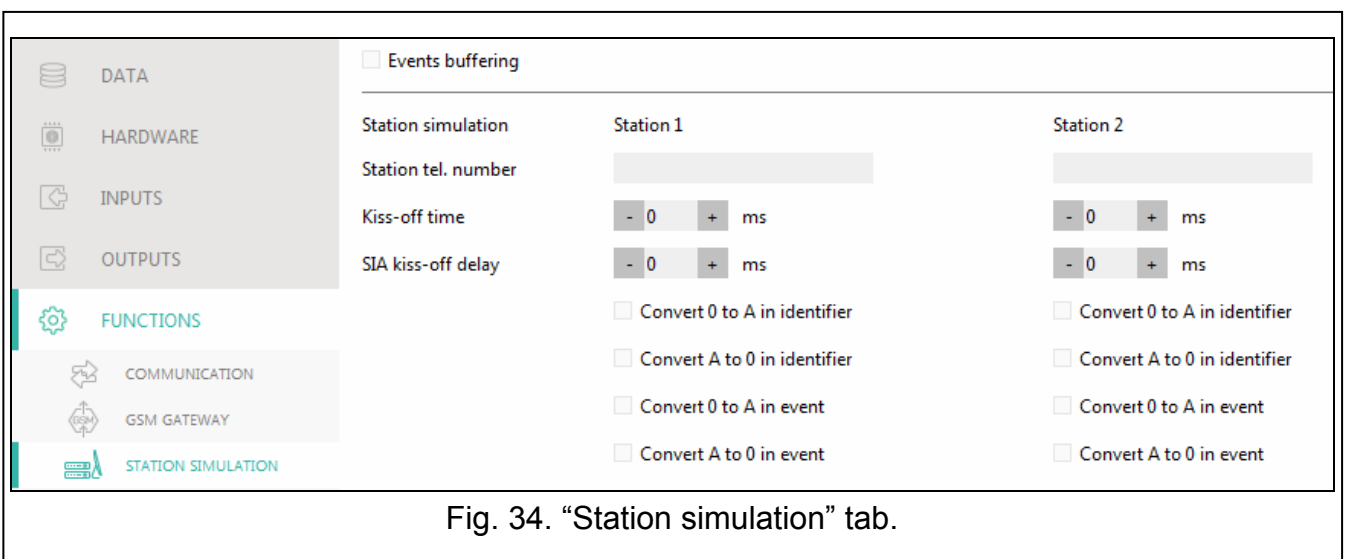 DATA
HARDWARE
INPUTS
OUTPUTS
FUNCTIONS
COMMUNICATION
GSM GATEWAY
STATION SIMULATION
Events buffering
Station simulation Station 1 Station 2
Station tel. number
Kiss-off time - 0 + ms - 0 + ms
SIA kiss-off delay - 0 + ms - 0 + ms
Convert 0 to A in identifier Convert 0 to A in identifier
Convert A to 0 in identifier Convert A to 0 in identifier
Convert 0 to A in event Convert 0 to A in event
Convert A to 0 in event Convert A to 0 in event
Fig. 34. “Station simulation” tab.